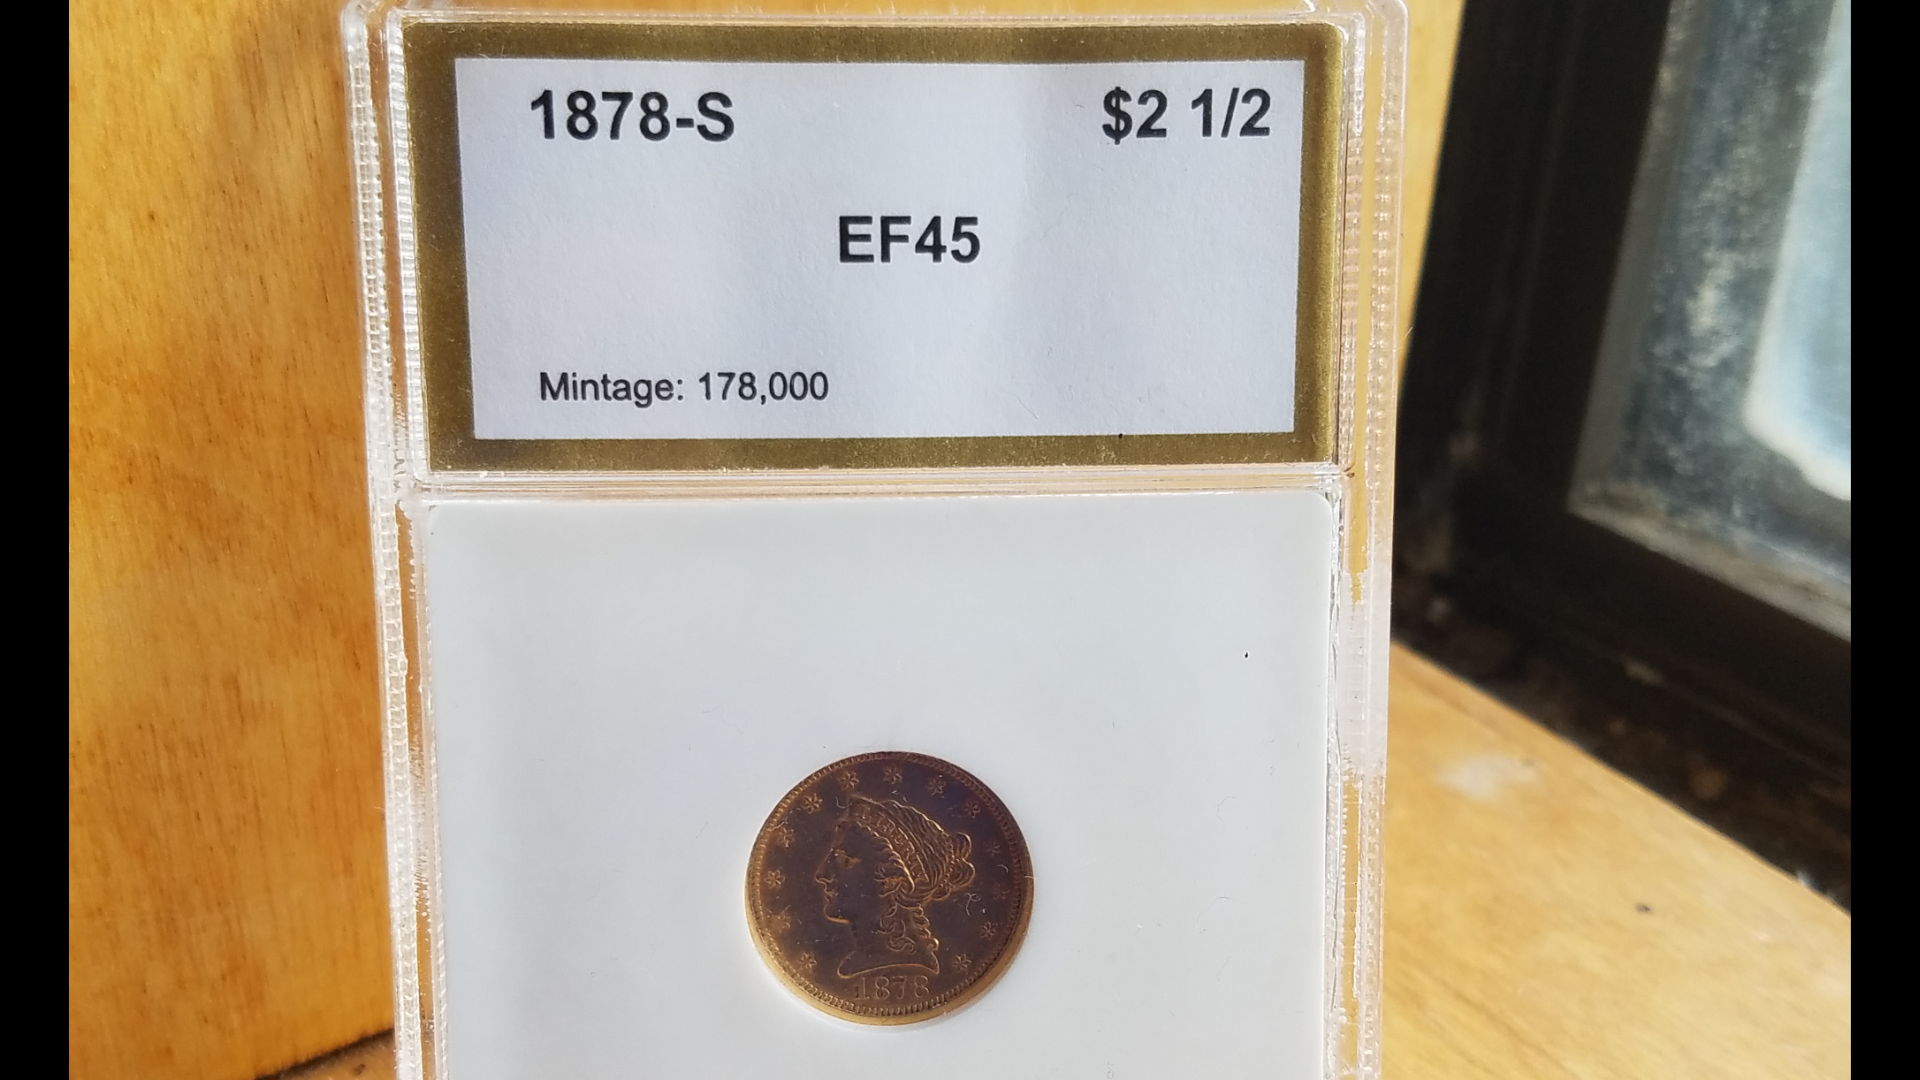 1878-S $2 1/2
EF45
Mintage: 178,000
LIBERTY
1878